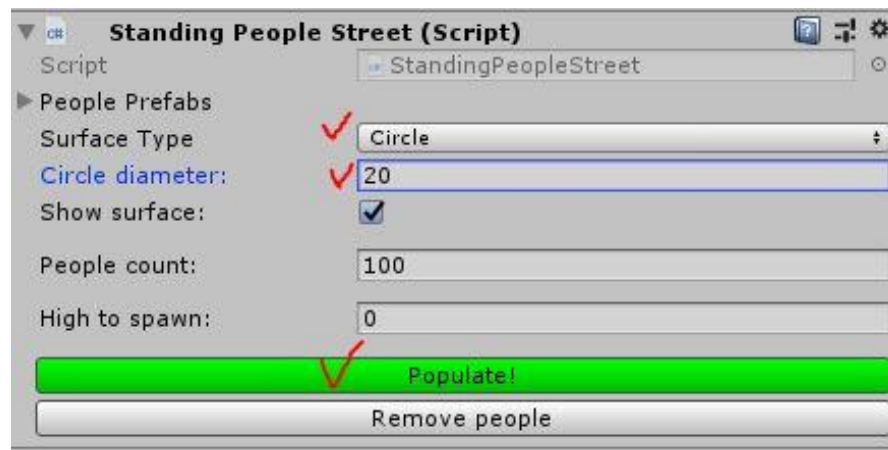 Standing People Street (Script)
Script StandingPeopleStreet
People Prefabs
Surface Type Circle
Circle diameter: 20
Show surface:
People count: 100
High to spawn: 0
Populate!
Remove people